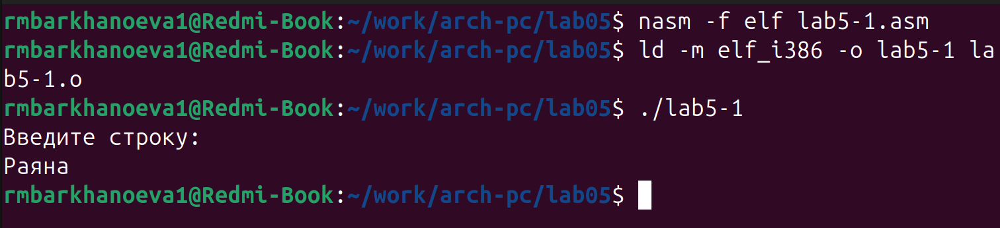 rmbarkhanoeva1@Redmi-Book:~/work/arch-pc/lab05$ nasm -f elf lab5-1.asm
rmbarkhanoeva1@Redmi-Book:~/work/arch-pc/lab05$ ld -m elf_i386 -o lab5-1 la
b5-1.o
rmbarkhanoeva1@Redmi-Book:~/work/arch-pc/lab05$ ./lab5-1
Введите строку:
Раяна
rmbarkhanoeva1@Redmi-Book:~/work/arch-pc/lab05$